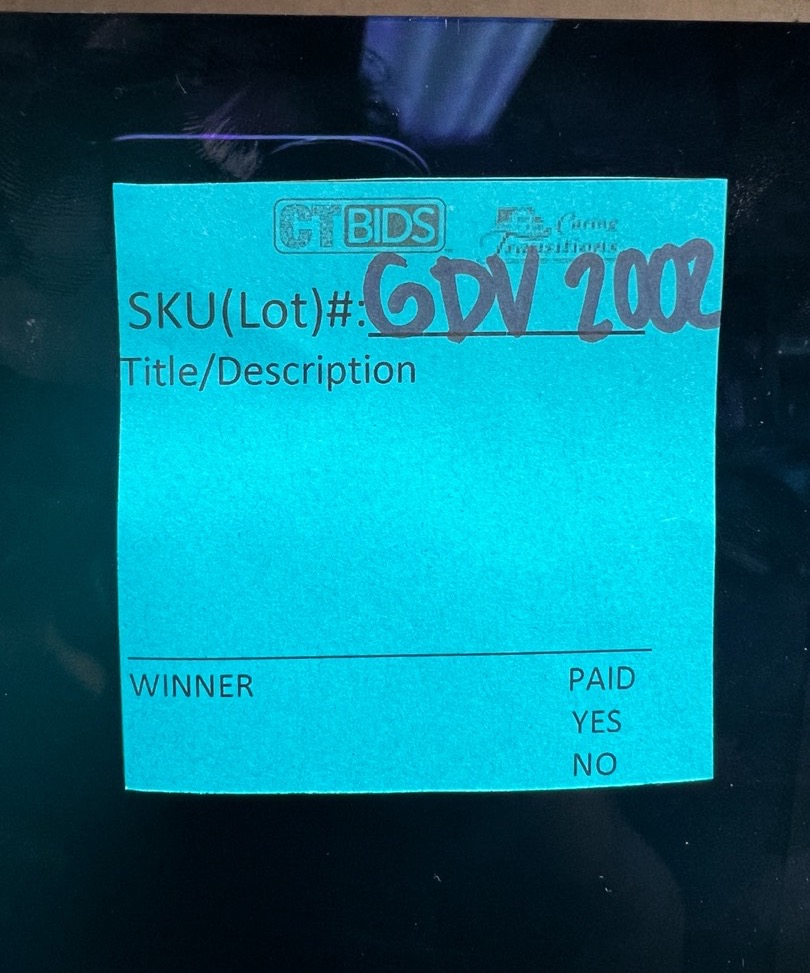 CTBIDS Caring
Transitions
SKU(Lot)#: GDV 2002
Title/Description
WINNER PAID
YES
NO